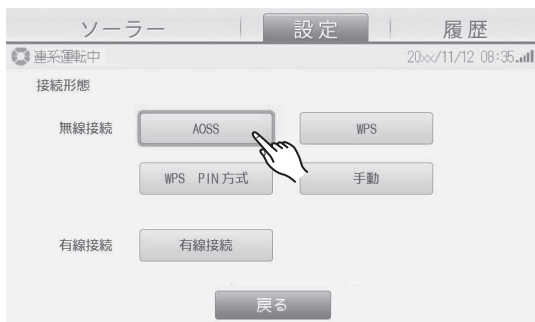 ソーラー 設定 履歴
連系運転中 20xx/11/12 08:35
接続形態
無線接続 AOSS WPS
WPS PIN方式 手動
有線接続 有線接続
戻る